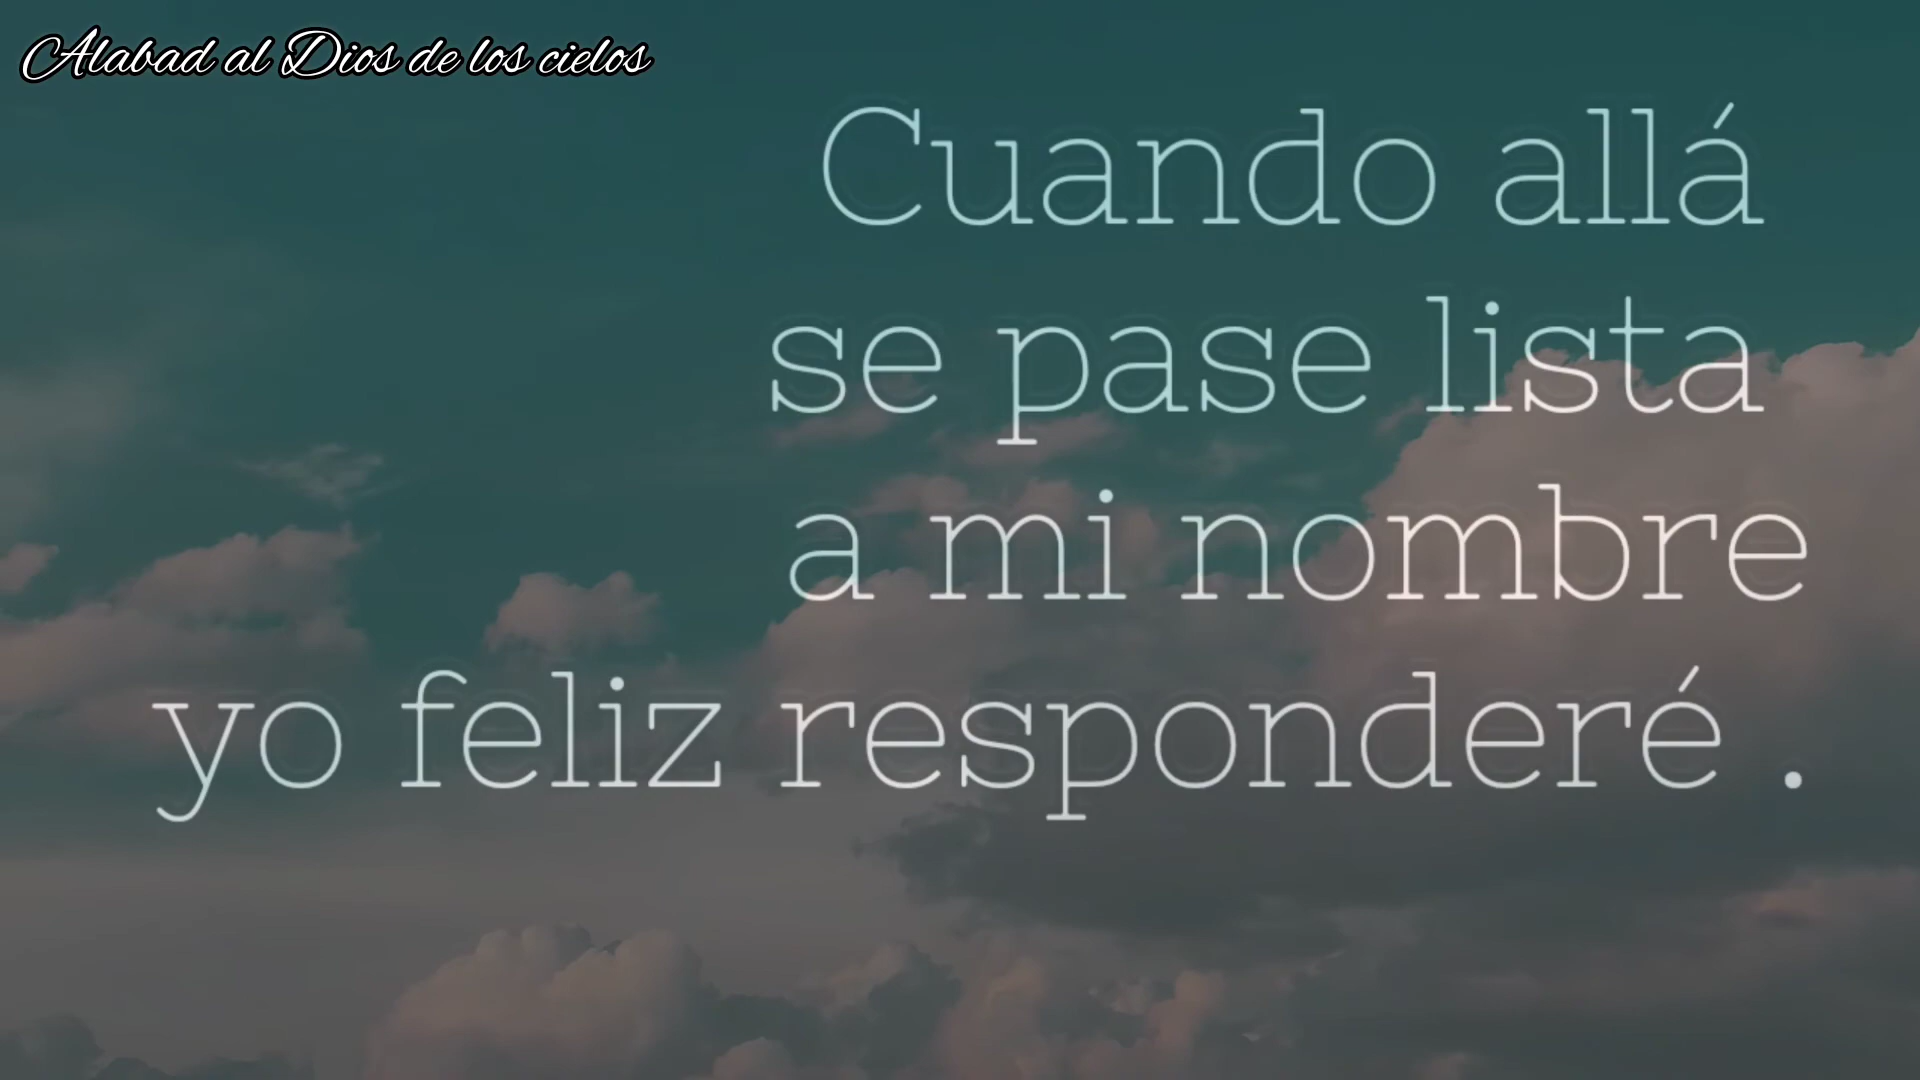 Alabad al Dios de los cielos
Cuando allá
se pase lista
a mi nombre
yo feliz responderé .